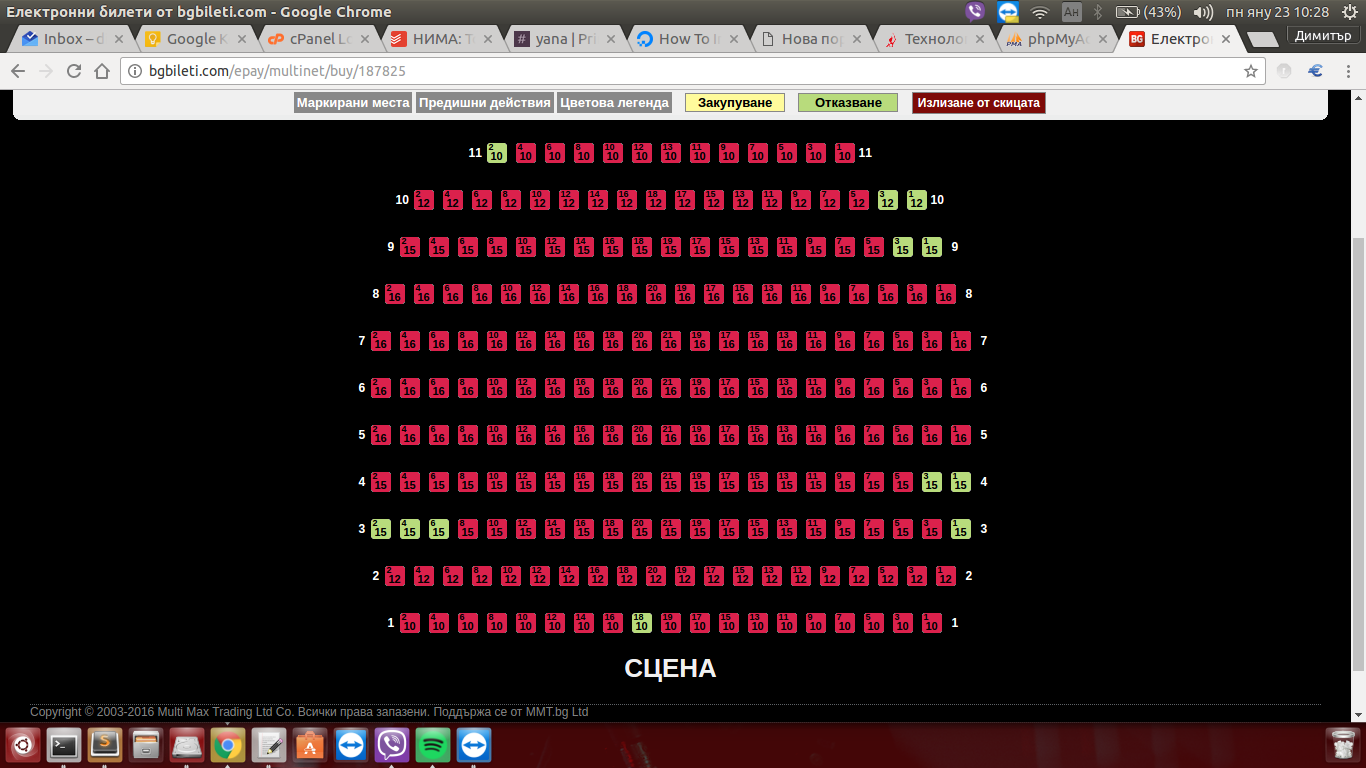 Електронни билети от bgbileti.com - Google Chrome
Ан (43%) пн яну 23 10:28
Inbox – d Google K cPanel Lo НИМА: Т yana | Pri How To In Нова пор Технолог phpMyAd Електрон Димитър
bgbileti.com/epay/multinet/buy/187825
Маркирани места Предишни действия Цветова легенда Закупуване Отказване Излизане от скицата
2 4 6 8 10 12 13 11 9 7 5 3 1
11 10 10 10 10 10 10 10 10 10 10 10 10 10 11
2 4 6 8 10 12 14 16 18 17 15 13 11 9 7 5 3 1
10 12 12 12 12 12 12 12 12 12 12 12 12 12 12 12 12 12 12 10
2 4 6 8 10 12 14 16 18 19 17 15 13 11 9 7 5 3 1
9 15 15 15 15 15 15 15 15 15 15 15 15 15 15 15 15 15 15 15 9
2 4 6 8 10 12 14 16 18 20 19 17 15 13 11 9 7 5 3 1
8 16 16 16 16 16 16 16 16 16 16 16 16 16 16 16 16 16 16 16 16 8
2 4 6 8 10 12 14 16 18 20 21 19 17 15 13 11 9 7 5 3 1
7 16 16 16 16 16 16 16 16 16 16 16 16 16 16 16 16 16 16 16 16 16 7
2 4 6 8 10 12 14 16 18 20 21 19 17 15 13 11 9 7 5 3 1
6 16 16 16 16 16 16 16 16 16 16 16 16 16 16 16 16 16 16 16 16 16 6
2 4 6 8 10 12 14 16 18 20 21 19 17 15 13 11 9 7 5 3 1
5 16 16 16 16 16 16 16 16 16 16 16 16 16 16 16 16 16 16 16 16 16 5
2 4 6 8 10 12 14 16 18 20 21 19 17 15 13 11 9 7 5 3 1
4 15 15 15 15 15 15 15 15 15 15 15 15 15 15 15 15 15 15 15 15 15 4
2 4 6 8 10 12 14 16 18 20 21 19 17 15 13 11 9 7 5 3 1
3 15 15 15 15 15 15 15 15 15 15 15 15 15 15 15 15 15 15 15 15 15 3
2 4 6 8 10 12 14 16 18 20 19 17 15 13 11 9 7 5 3 1
2 12 12 12 12 12 12 12 12 12 12 12 12 12 12 12 12 12 12 12 12 2
2 4 6 8 10 12 14 16 18 19 17 15 13 11 9 7 5 3 1
1 10 10 10 10 10 10 10 10 10 10 10 10 10 10 10 10 10 10 10 1
СЦЕНА
Copyright © 2003-2016 Multi Max Trading Ltd Co. Всички права запазени. Поддържа се от MMT.bg Ltd